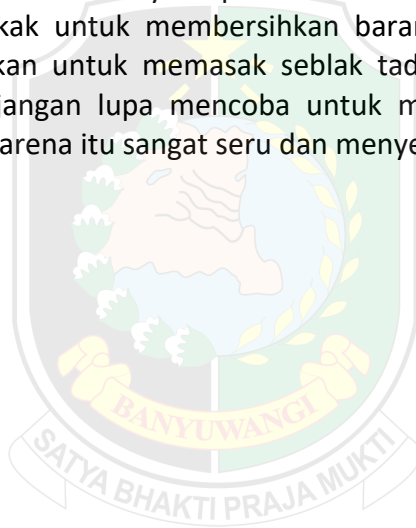 kak untuk membersihkan baran
kan untuk memasak seblak tad
jangan lupa mencoba untuk m
arena itu sangat seru dan menye
BANYUWANGI
SATYA BHAKTI PRAJA MUKTI